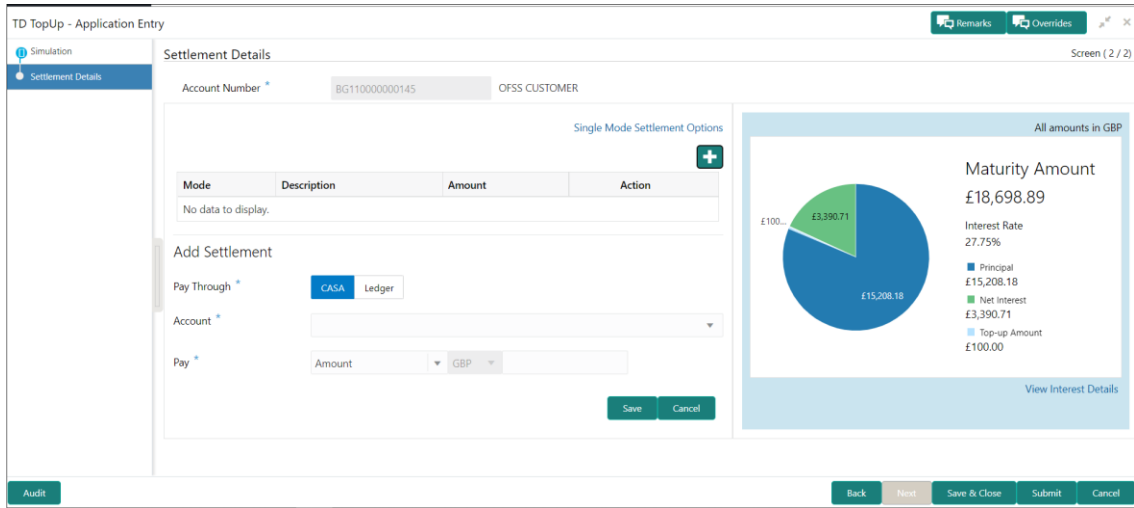 TD TopUp - Application Entry
Remarks
Overrides
Simulation
Settlement Details
Settlement Details
Screen ( 2 / 2)
Account Number *
BG110000000145
OFSS CUSTOMER
Single Mode Settlement Options
Mode Description Amount Action
No data to display.
Add Settlement
Pay Through *
CASA Ledger
Account *
Pay *
Amount
GBP
Save Cancel
All amounts in GBP
£100...
£3,390.71
£15,208.18
Maturity Amount
£18,698.89
Interest Rate
27.75%
Principal
£15,208.18
Net Interest
£3,390.71
Top-up Amount
£100.00
View Interest Details
Audit
Back Next Save & Close Submit Cancel